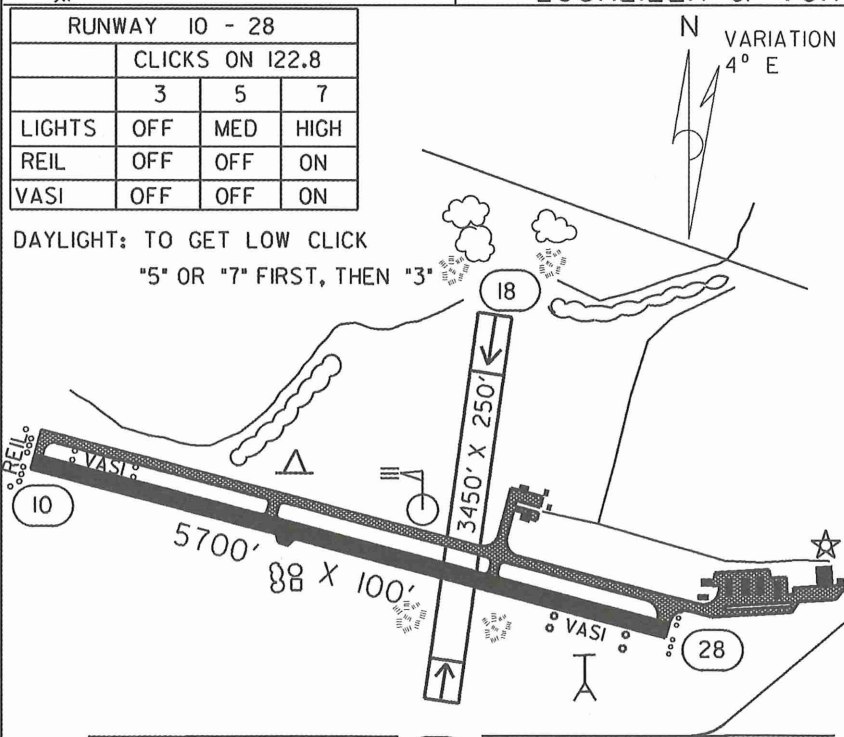 RUNWAY 10 - 28
CLICKS ON 122.8
3 5 7
LIGHTS OFF MED HIGH
REIL OFF OFF ON
VASI OFF OFF ON
DAYLIGHT: TO GET LOW CLICK
"5" OR "7" FIRST, THEN "3"
N
VARIATION
4° E
18
3450' X 250'
REIL
VASI
10
5700' X 100'
VASI
28